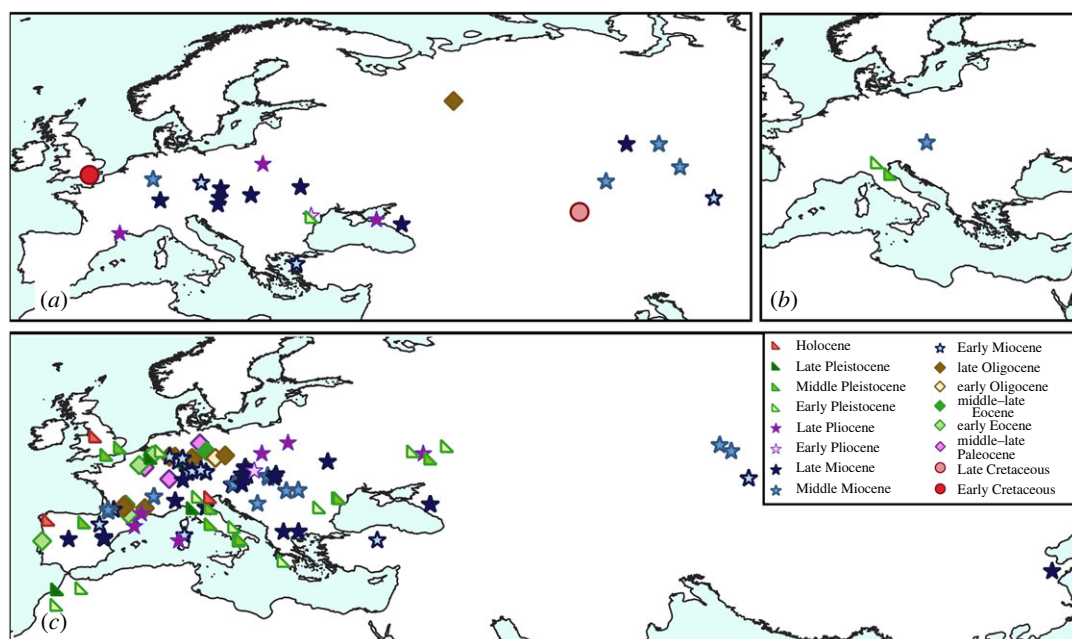 (a)
(b)
(c)
Holocene
Late Pleistocene
Middle Pleistocene
Early Pleistocene
Late Pliocene
Early Pliocene
Late Miocene
Middle Miocene
Early Miocene
late Oligocene
early Oligocene
middle–late
Eocene
early Eocene
middle–late
Paleocene
Late Cretaceous
Early Cretaceous